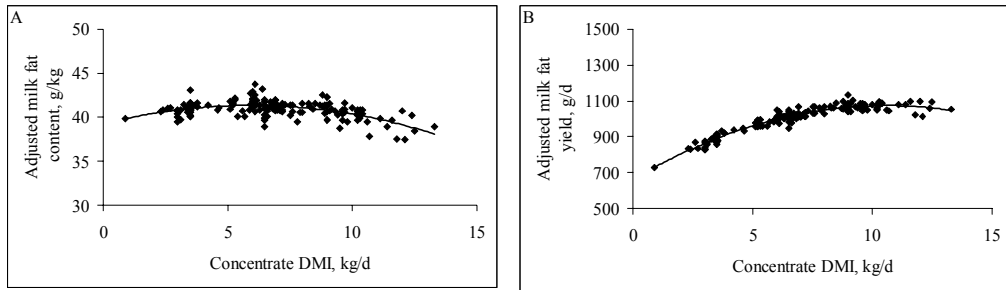 A
Adjusted milk fat
content, g/kg
50
45
40
35
30
0 5 10 15
Concentrate DMI, kg/d
B
Adjusted milk fat
yield, g/d
1500
1300
1100
900
700
500
0 5 10 15
Concentrate DMI, kg/d